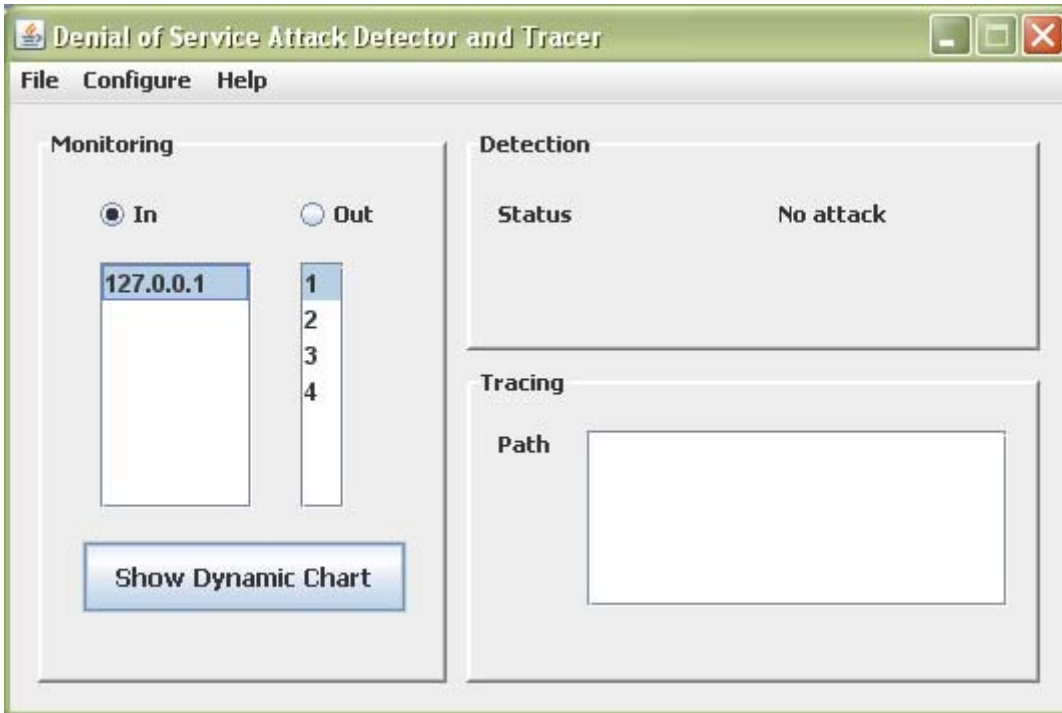 Denial of Service Attack Detector and Tracer
File Configure Help
Monitoring
In Out
127.0.0.1
1
2
3
4
Show Dynamic Chart
Detection
Status No attack
Tracing
Path